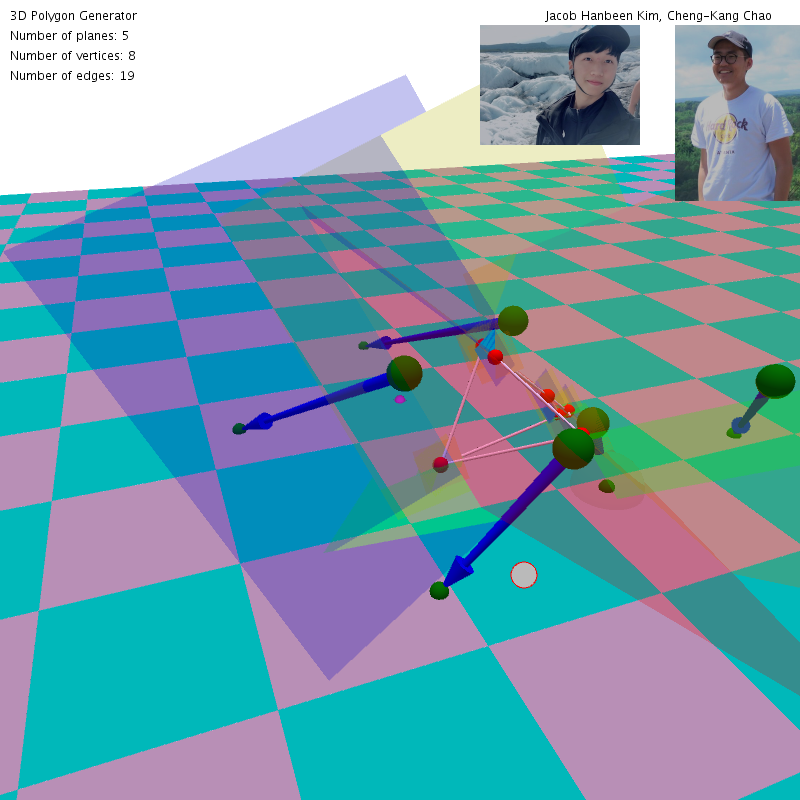 3D Polygon Generator
Jacob Hanbeen Kim, Cheng-Kang Chao
Number of planes: 5
Number of vertices: 8
Number of edges: 19